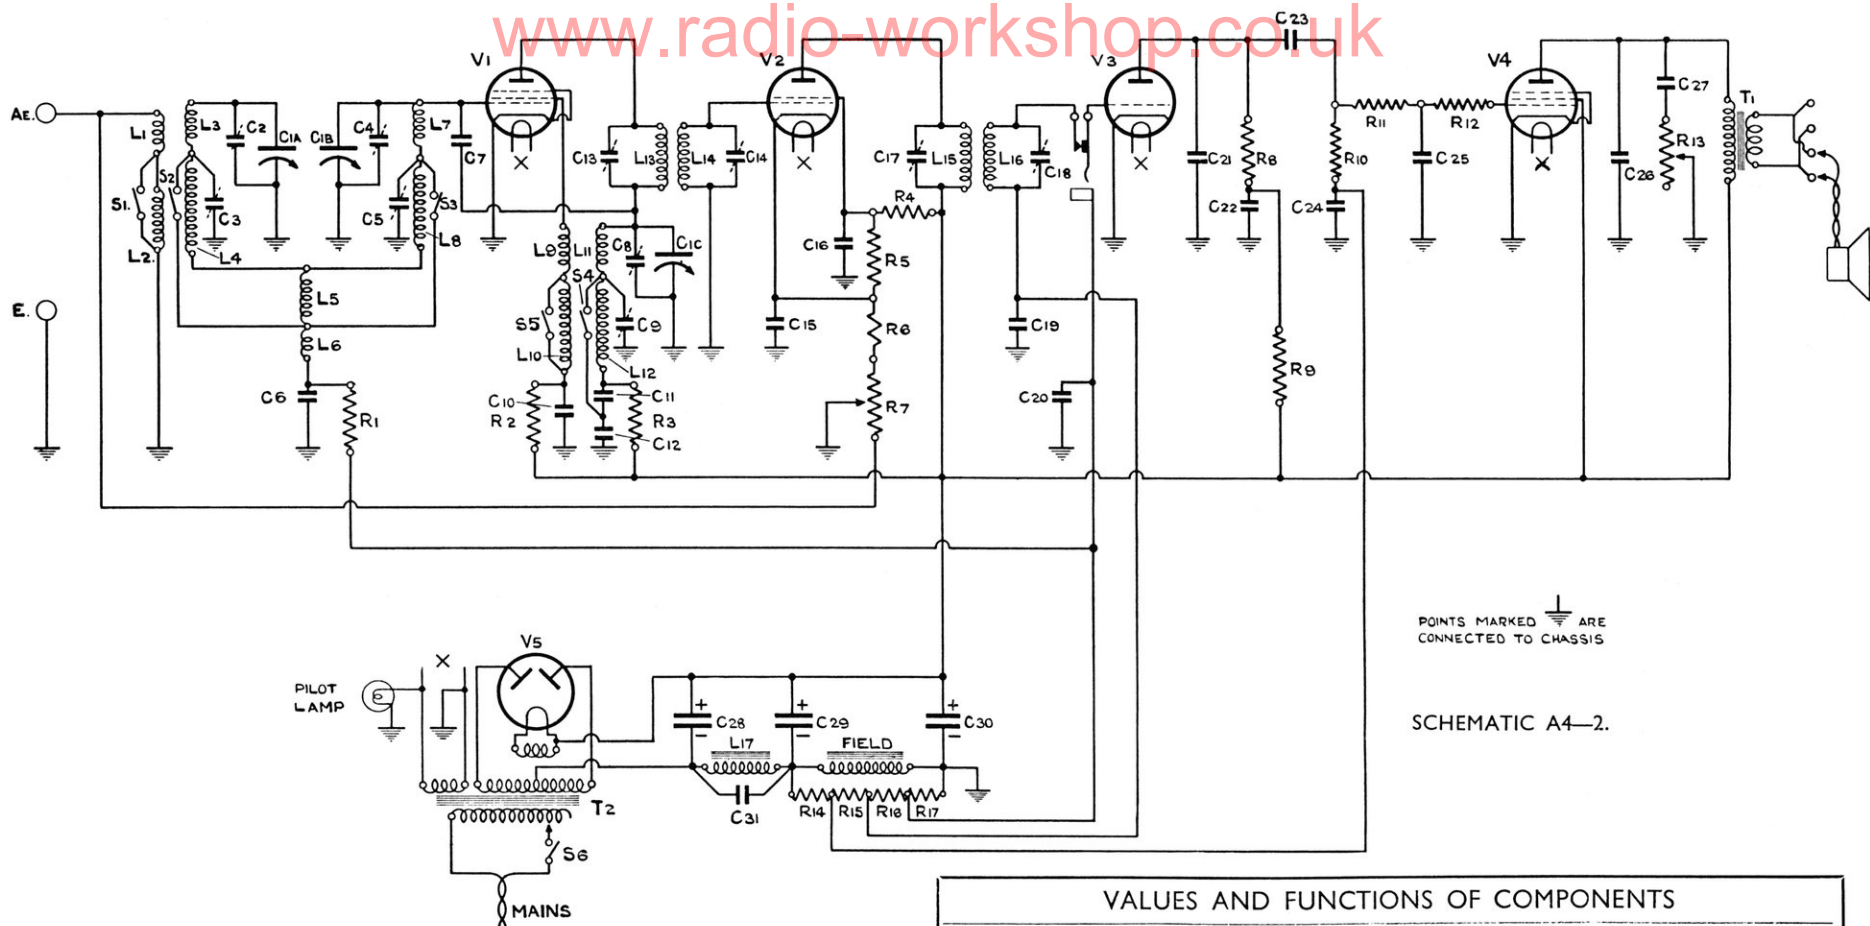 www.radio-workshop.co.uk
C23
V1
V2
V3
V4
AE.
L1
L3
C2
C1A
C1B
C4
L7
C7
C13
L13
L14
C14
C17
L15
L16
C18
C21
R8
R10
R11
R12
C25
C26
C27
R13
T1
S1.
S2
C3
C5
S3
L2.
L4
L8
E.
L5
L6
C6
R1
L9
L11
C8
C1C
S4
S5
C9
L10
L12
C10
R2
C11
R3
C12
C16
R4
R5
C15
R6
R7
C19
C20
C22
C24
R9
POINTS MARKED ARE
CONNECTED TO CHASSIS
SCHEMATIC A4—2.
V5
PILOT
LAMP
C28
C29
C30
L17
FIELD
C31
R14
R15
R16
R17
T2
S6
MAINS
VALUES AND FUNCTIONS OF COMPONENTS